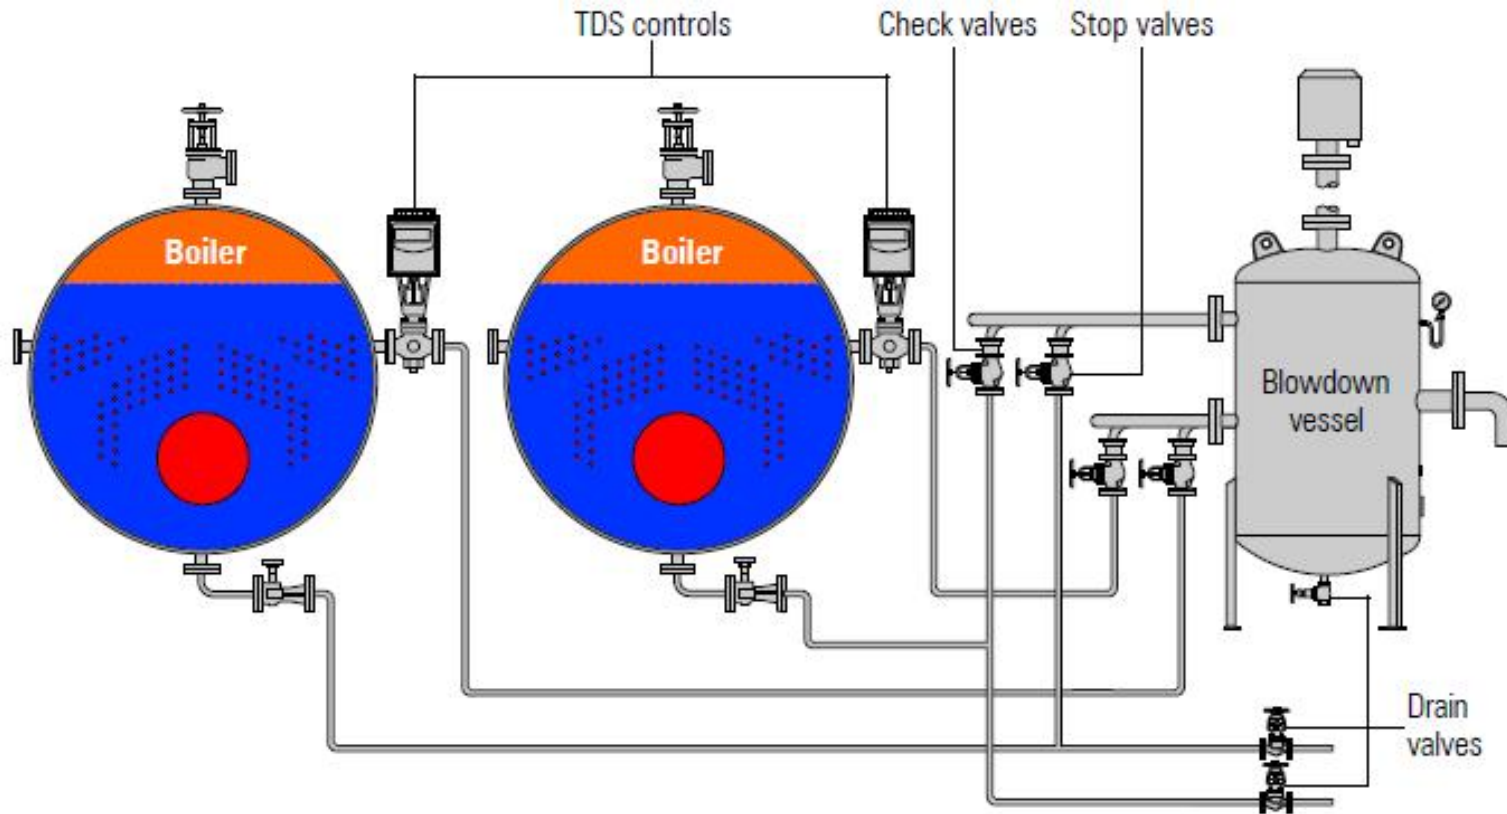 TDS controls
Check valves
Stop valves
Boiler
Boiler
Blowdown
vessel
Drain
valves